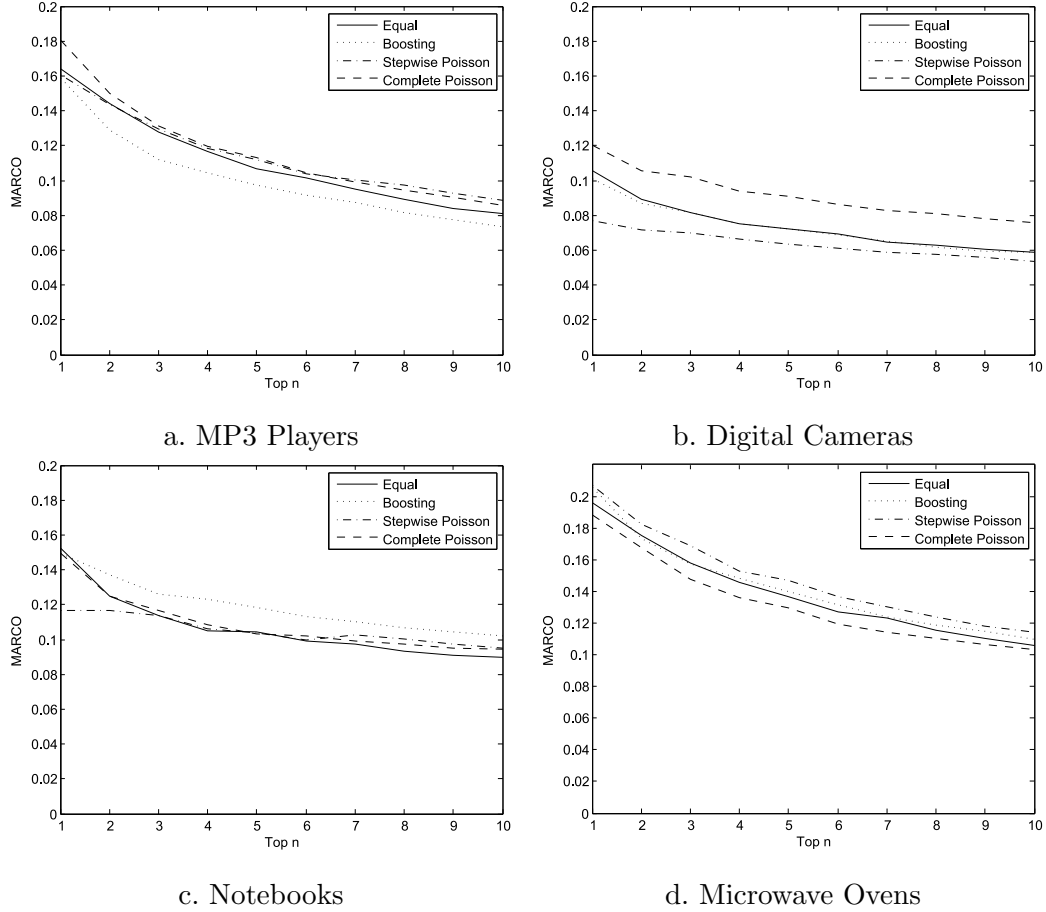 0.2
0.18
0.16
0.14
0.12
0.1
0.08
0.06
0.04
0.02
0
MARCO
1 2 3 4 5 6 7 8 9 10
Top n
Equal
Boosting
Stepwise Poisson
Complete Poisson
a. MP3 Players
0.2
0.18
0.16
0.14
0.12
0.1
0.08
0.06
0.04
0.02
0
MARCO
1 2 3 4 5 6 7 8 9 10
Top n
Equal
Boosting
Stepwise Poisson
Complete Poisson
b. Digital Cameras
0.2
0.18
0.16
0.14
0.12
0.1
0.08
0.06
0.04
0.02
0
MARCO
1 2 3 4 5 6 7 8 9 10
Top n
Equal
Boosting
Stepwise Poisson
Complete Poisson
c. Notebooks
0.2
0.18
0.16
0.14
0.12
0.1
0.08
0.06
0.04
0.02
0
MARCO
1 2 3 4 5 6 7 8 9 10
Top n
Equal
Boosting
Stepwise Poisson
Complete Poisson
d. Microwave Ovens